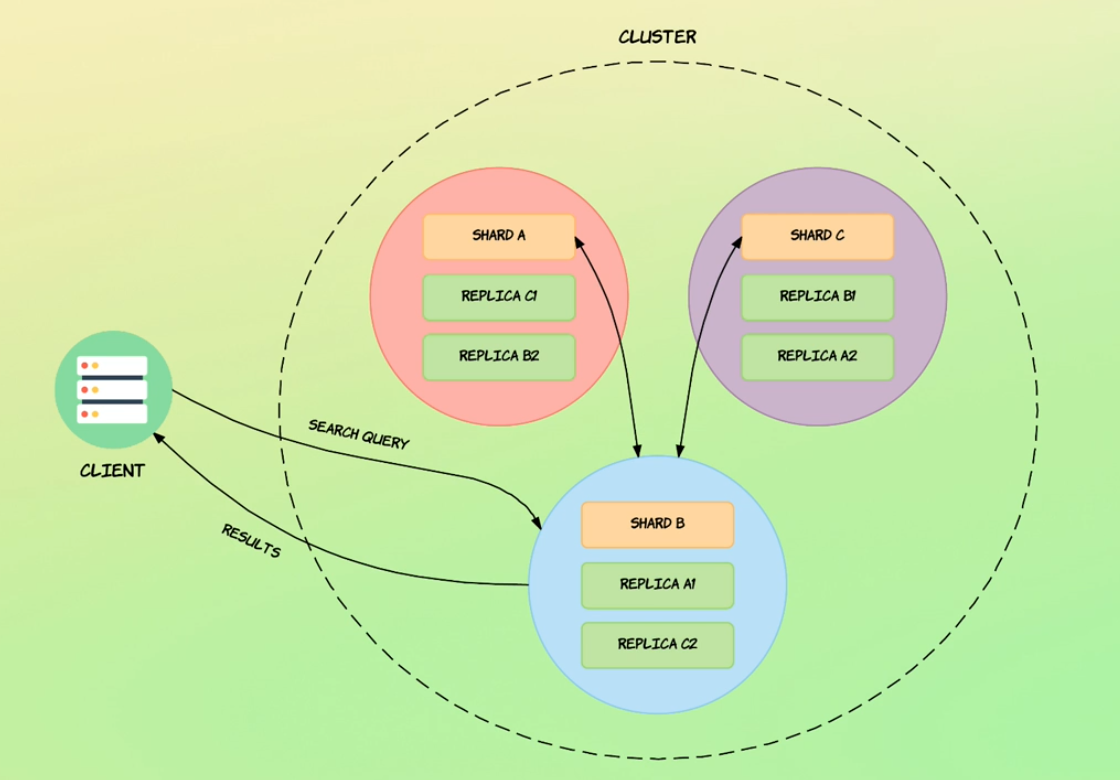 CLUSTER
SHARD A
REPLICA C1
REPLICA B2
SHARD C
REPLICA B1
REPLICA A2
CLIENT
SEARCH QUERY
RESULTS
SHARD B
REPLICA A1
REPLICA C2